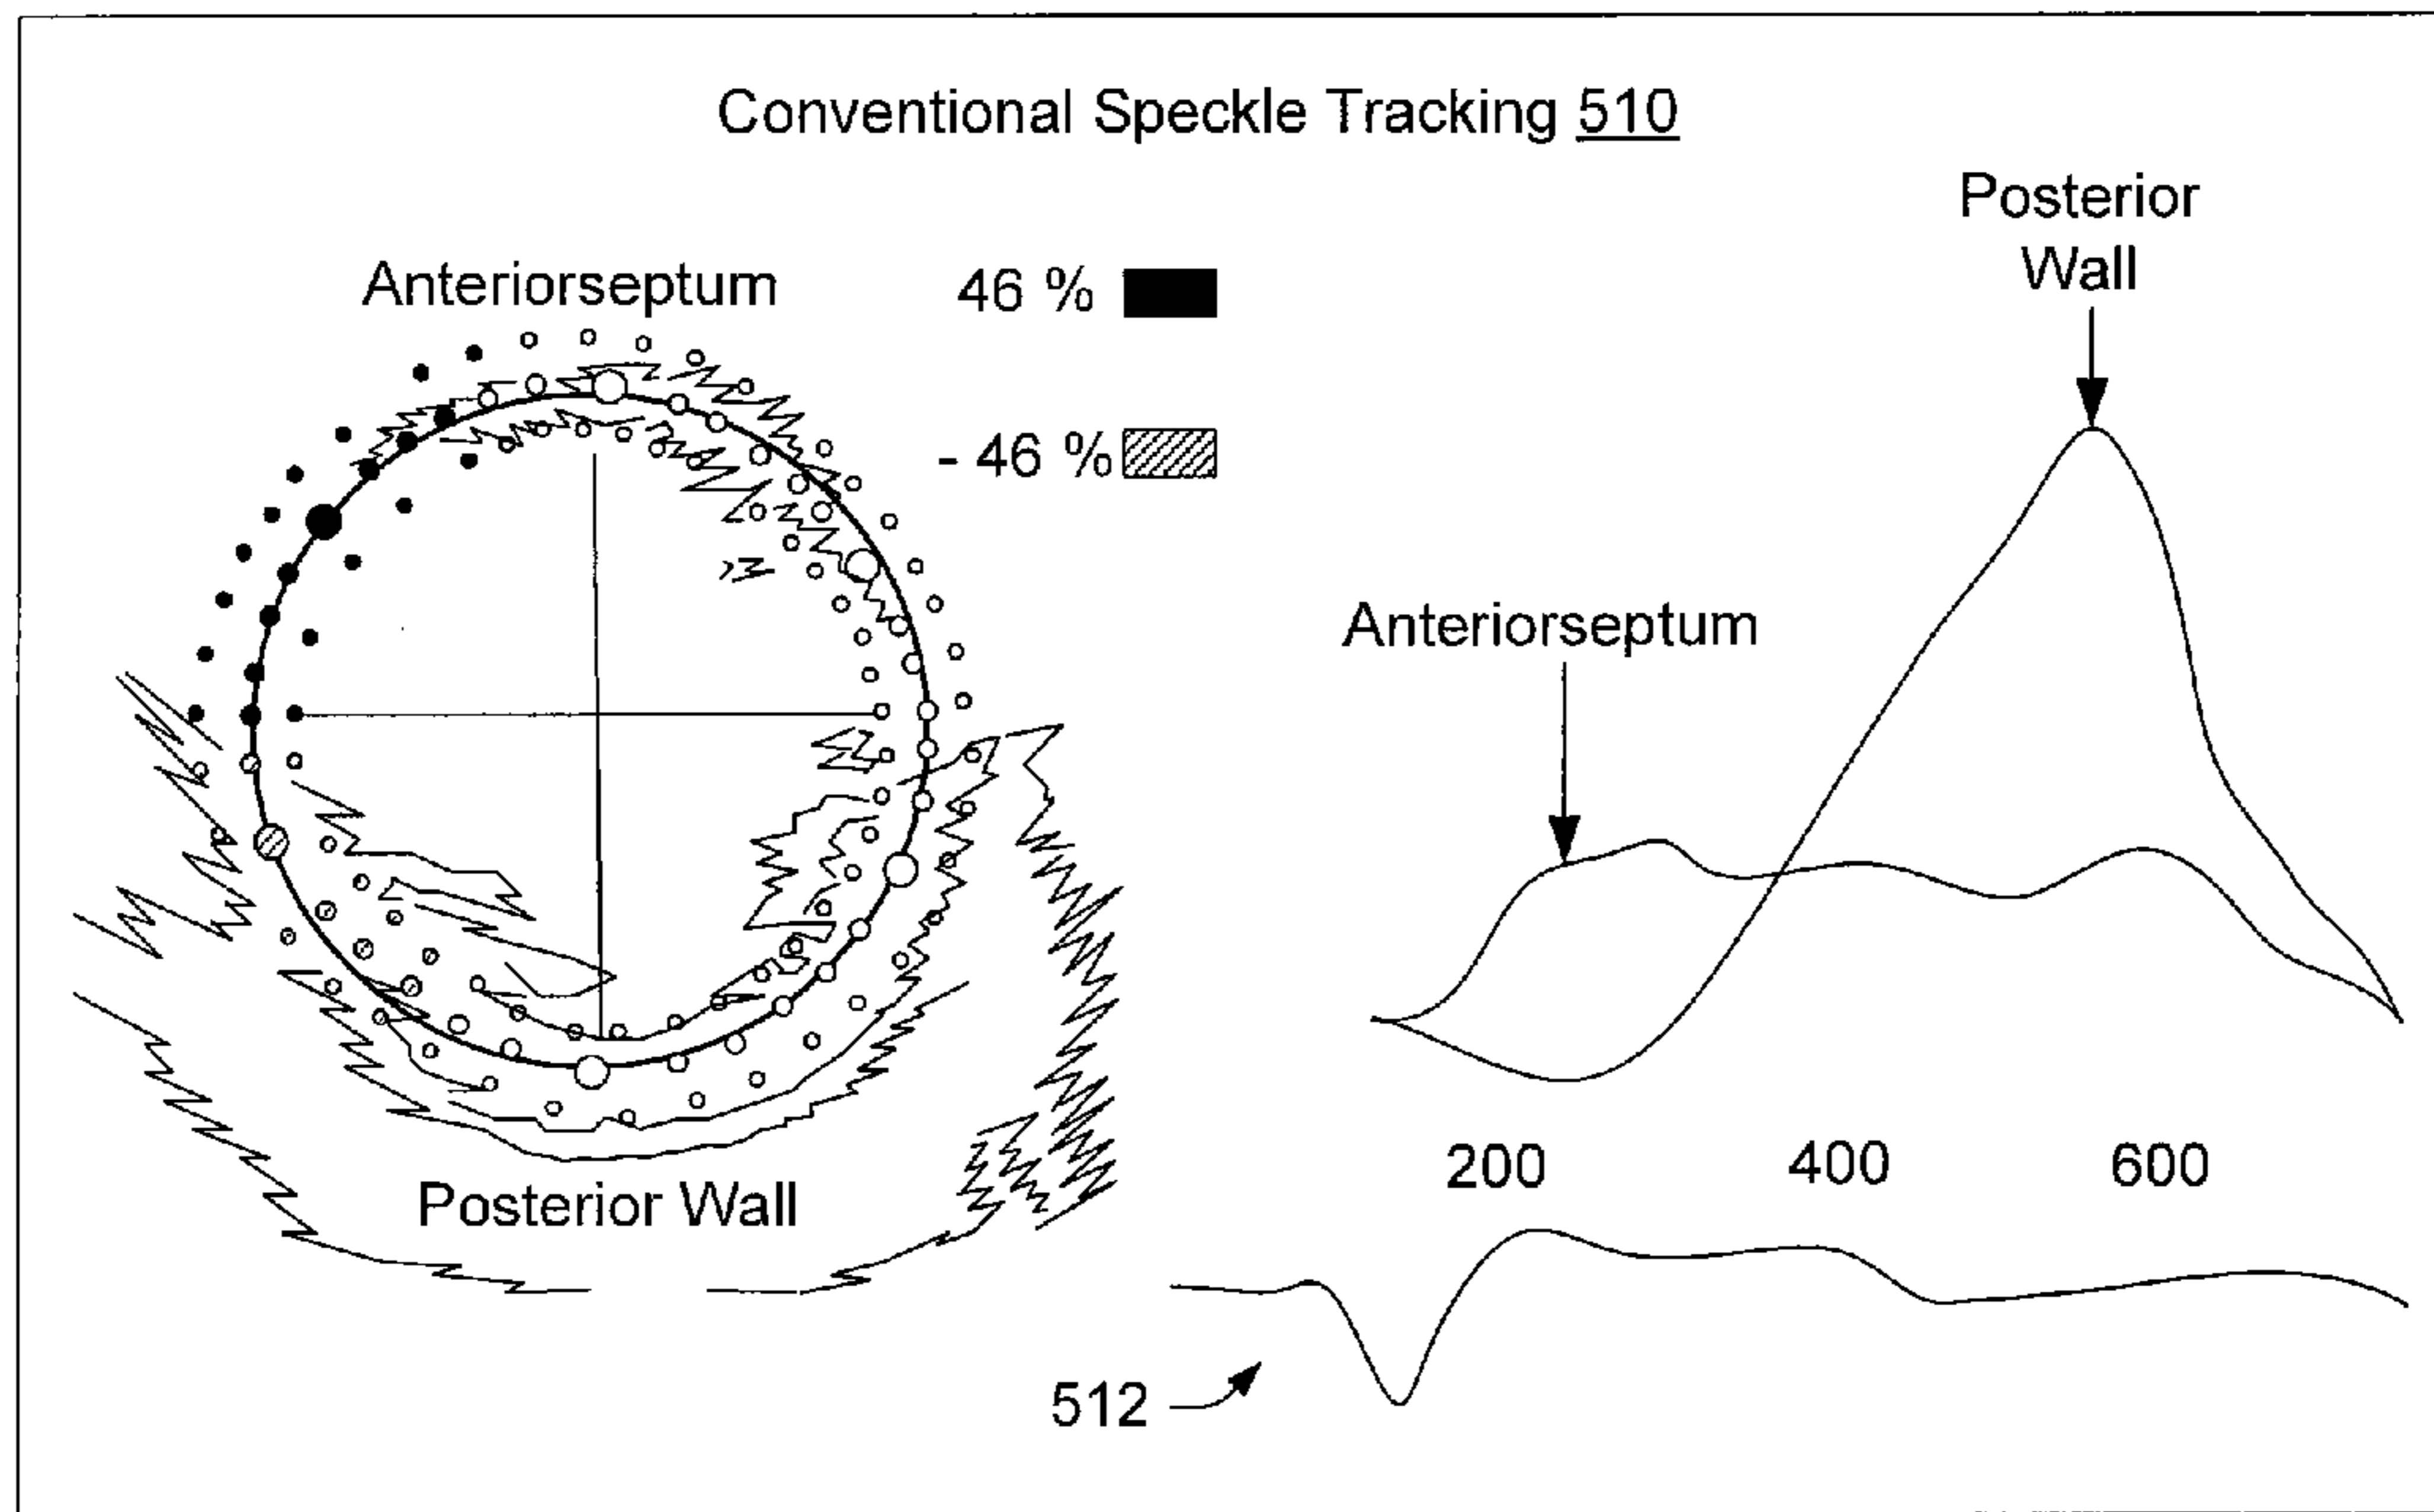 Conventional Speckle Tracking 510
Posterior
Wall
Anteriorseptum
46 %
- 46 %
Anteriorseptum
200
400
600
Posterior Wall
512